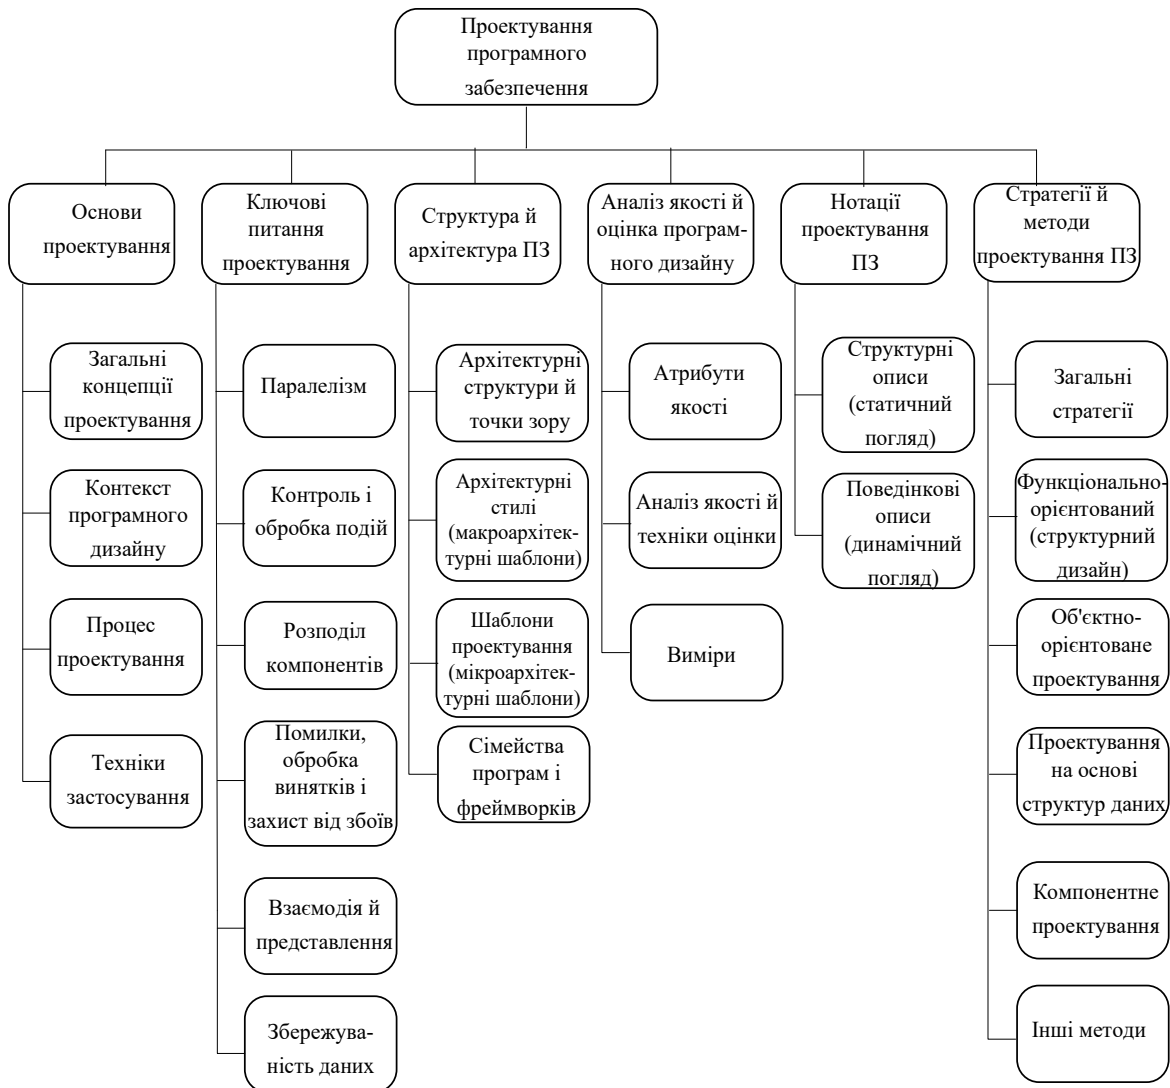 Проектування
програмного
забезпечення
Основи
проектування
Ключові
питання
проектування
Структура й
архітектура ПЗ
Аналіз якості й
оцінка програм-
ного дизайну
Нотації
проектування
ПЗ
Стратегії й
методи
проектування ПЗ
Загальні
концепції
проектування
Контекст
програмного
дизайну
Процес
проектування
Техніки
застосування
Паралелізм
Контроль і
обробка подій
Розподіл
компонентів
Помилки,
обробка
винятків і
захист від збоїв
Взаємодія й
представлення
Збережува-
ність даних
Архітектурні
структури й
точки зору
Архітектурні
стилі
(макроархітек-
турні шаблони)
Шаблони
проектування
(мікроархітек-
турні шаблони)
Сімейства
програм і
фреймворків
Атрибути
якості
Аналіз якості й
техніки оцінки
Виміри
Структурні
описи
(статичний
погляд)
Поведінкові
описи
(динамічний
погляд)
Загальні
стратегії
Функціонально-
орієнтований
(структурний
дизайн)
Об'єктно-
орієнтоване
проектування
Проектування
на основі
структур даних
Компонентне
проектування
Інші методи